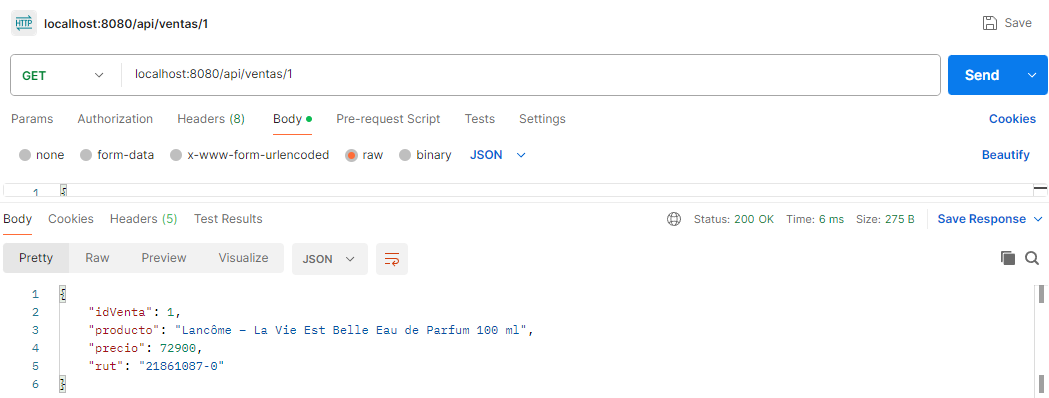 HTTP localhost:8080/api/ventas/1 Save
GET localhost:8080/api/ventas/1 Send
Params Authorization Headers (8) Body Pre-request Script Tests Settings Cookies
none form-data x-www-form-urlencoded raw binary JSON Beautify
1 {
Body Cookies Headers (5) Test Results Status: 200 OK Time: 6 ms Size: 275 B Save Response
Pretty Raw Preview Visualize JSON
1 {
2 "idVenta": 1,
3 "producto": "Lancôme – La Vie Est Belle Eau de Parfum 100 ml",
4 "precio": 72900,
5 "rut": "21861087-0"
6 }